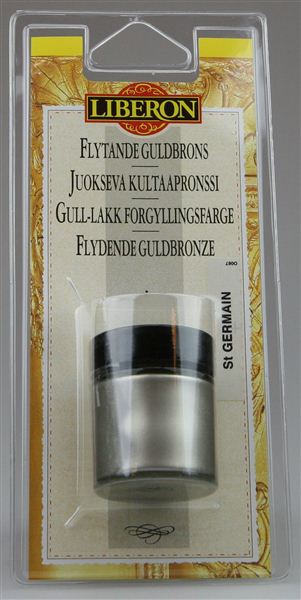 LIBERON
FLYTANDE GULDBRONS
JUOKSEVA KULTAAPRONSSI
GULL-LAKK FORGYLLINGSFARGE
FLYDENDE GULDBRONZE
St GERMAIN